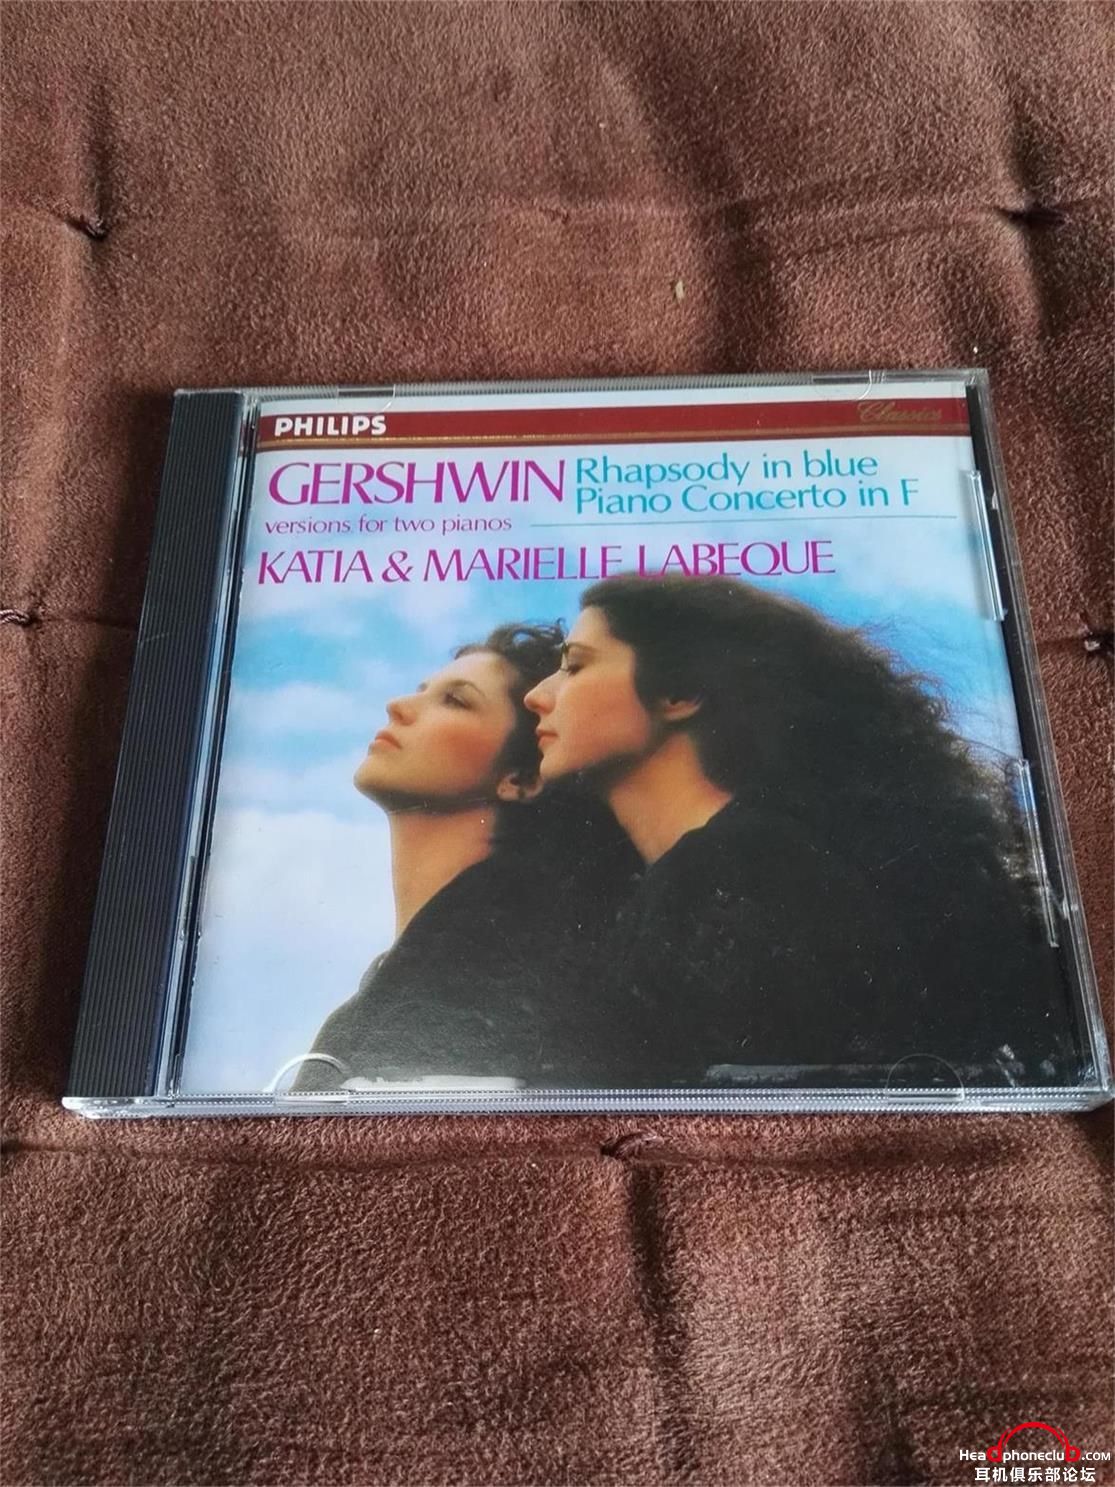 PHILIPS
Classics
GERSHWIN
Rhapsody in blue
Piano Concerto in F
versions for two pianos
KATIA & MARIELLE LABEQUE
Headphoneclub.com
耳机俱乐部论坛